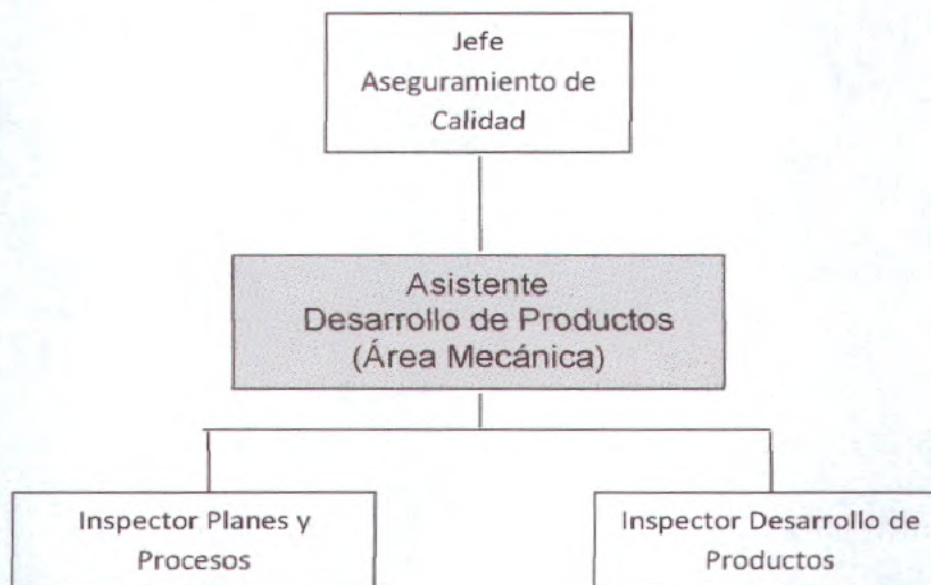 Jefe
Aseguramiento de
Calidad
Asistente
Desarrollo de Productos
(Área Mecánica)
Inspector Planes y
Procesos
Inspector Desarrollo de
Productos